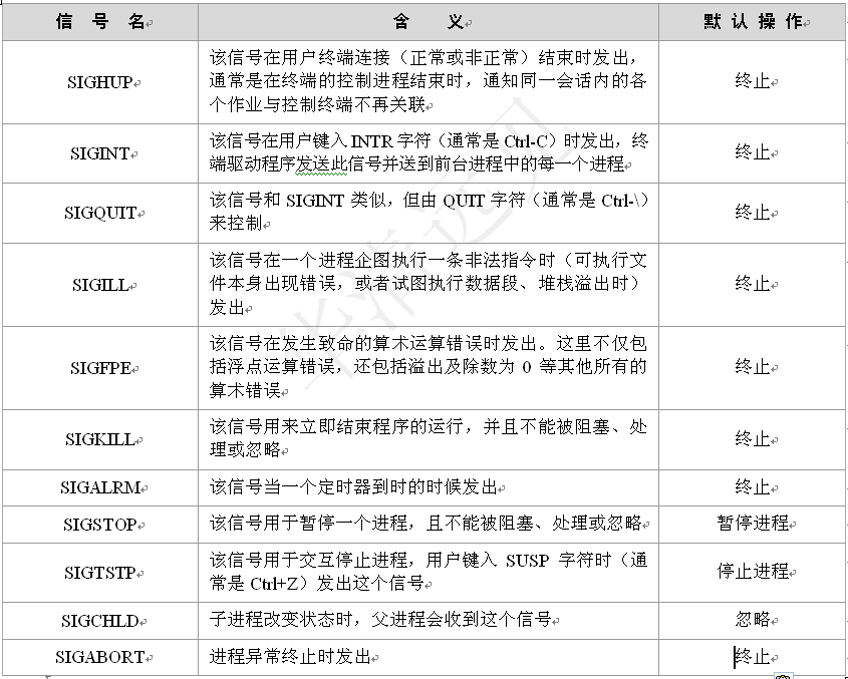 信 号 名 含 义 默 认 操 作
该信号在用户终端连接（正常或非正常）结束时发出，
SIGHUP 通常是在终端的控制进程结束时，通知同一会话内的各 终止
个作业与控制终端不再关联
该信号在用户键入 INTR 字符（通常是 Ctrl-C）时发出，终
SIGINT 端驱动程序发送此信号并送到前台进程中的每一个进程 终止
该信号和 SIGINT 类似，但由 QUIT 字符（通常是 Ctrl-\）
SIGQUIT 来控制 终止
该信号在一个进程企图执行一条非法指令时（可执行文
SIGILL 件本身出现错误，或者试图执行数据段、堆栈溢出时） 终止
发出
该信号在发生致命的算术运算错误时发出。这里不仅包
SIGFPE 括浮点运算错误，还包括溢出及除数为 0 等其他所有的 终止
算术错误
该信号用来立即结束程序的运行，并且不能被阻塞、处
SIGKILL 理或忽略 终止
SIGALRM 该信号当一个定时器到时的时候发出 终止
SIGSTOP 该信号用于暂停一个进程，且不能被阻塞、处理或忽略 暂停进程
该信号用于交互停止进程，用户键入 SUSP 字符时（通
SIGTSTP 常是 Ctrl+Z）发出这个信号 停止进程
SIGCHLD 子进程改变状态时，父进程会收到这个信号 忽略
SIGABORT 进程异常终止时发出 终止
华清远见